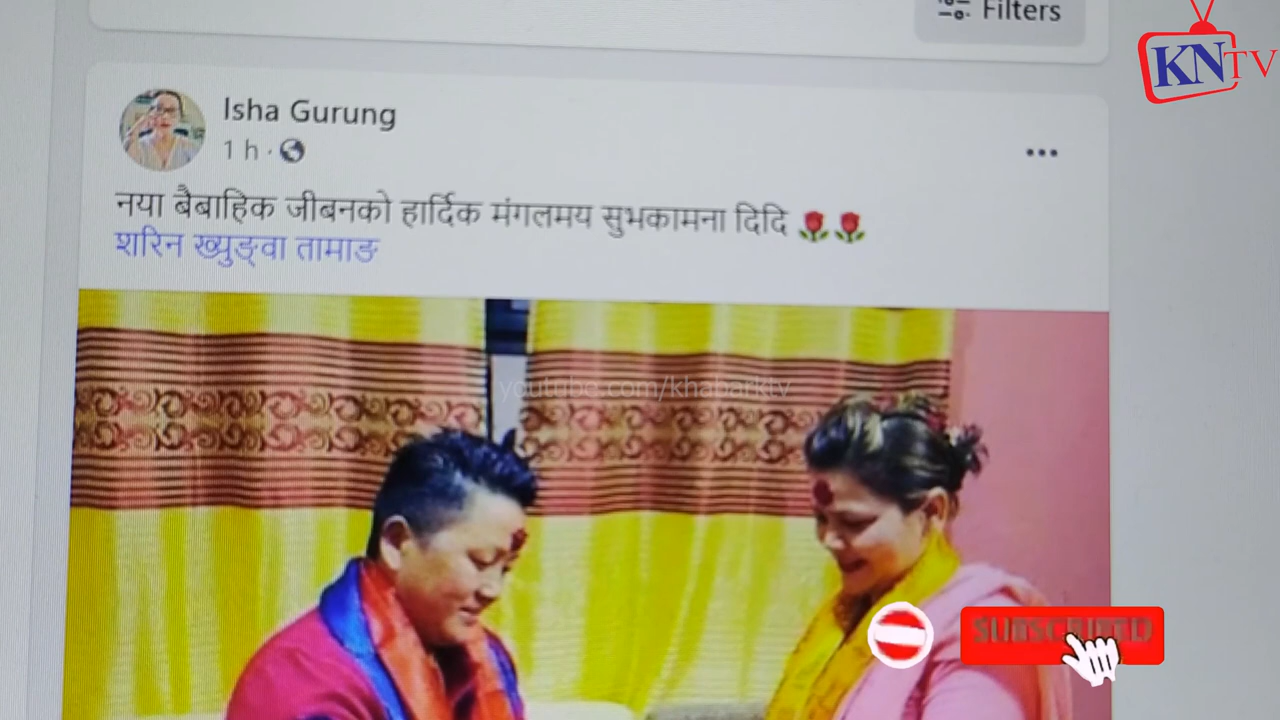 Filters
KNTV
Isha Gurung
1 h ·
नया बैबाहिक जीबनको हार्दिक मंगलमय सुभकामना दिदि
शरिन ख्युङ्वा तामाङ
youtube.com/khabarktv
SUBSCRIBED